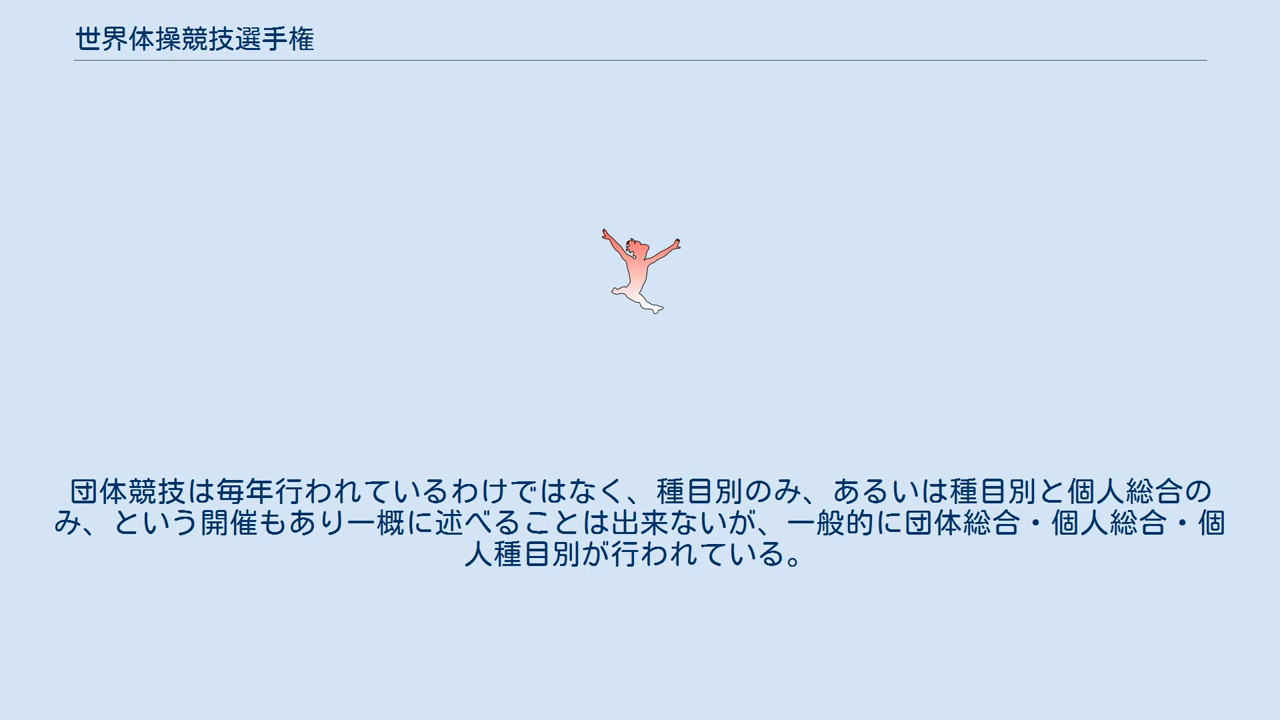 世界体操競技選手権
団体競技は毎年行われているわけではなく、種目別のみ、あるいは種目別と個人総合の
み、という開催もあり一概に述べることは出来ないが、一般的に団体総合・個人総合・個
人種目別が行われている。